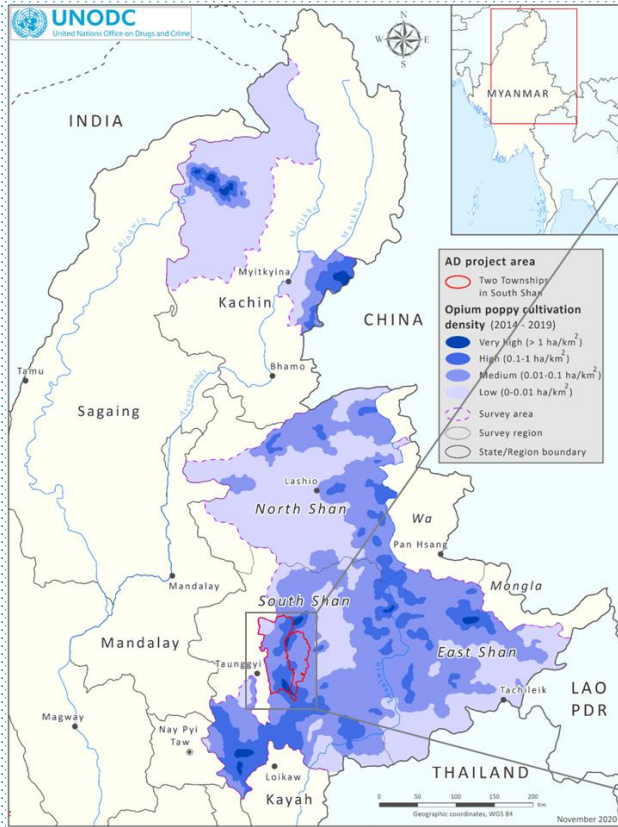 UNODC
United Nations Office on Drugs and Crime
N
W
E
S
INDIA
MYANMAR
Chindwin
Malikha
Maykha
Myitkyina
Kachin
CHINA
AD project area
Two Townships
in South Shan
Opium poppy cultivation
density (2014 - 2019)
Very high (> 1 ha/km²)
High (0.1-1 ha/km²)
Medium (0.01-0.1 ha/km²)
Low (0-0.01 ha/km²)
Survey area
Survey region
State/Region boundary
Tamu
Bhamo
Ayeyarwaddy
Sagaing
Lashio
North Shan
Wa
Pan Hsang
Mandalay
Mongla
South Shan
Mandalay
East Shan
Taunggyi
Tachileik
LAO
PDR
Magway
Nay Pyi
Taw
Loikaw
THAILAND
Kayah
0 50 100 150 200
Km
Geographic coordinates, WGS 84
November 2020